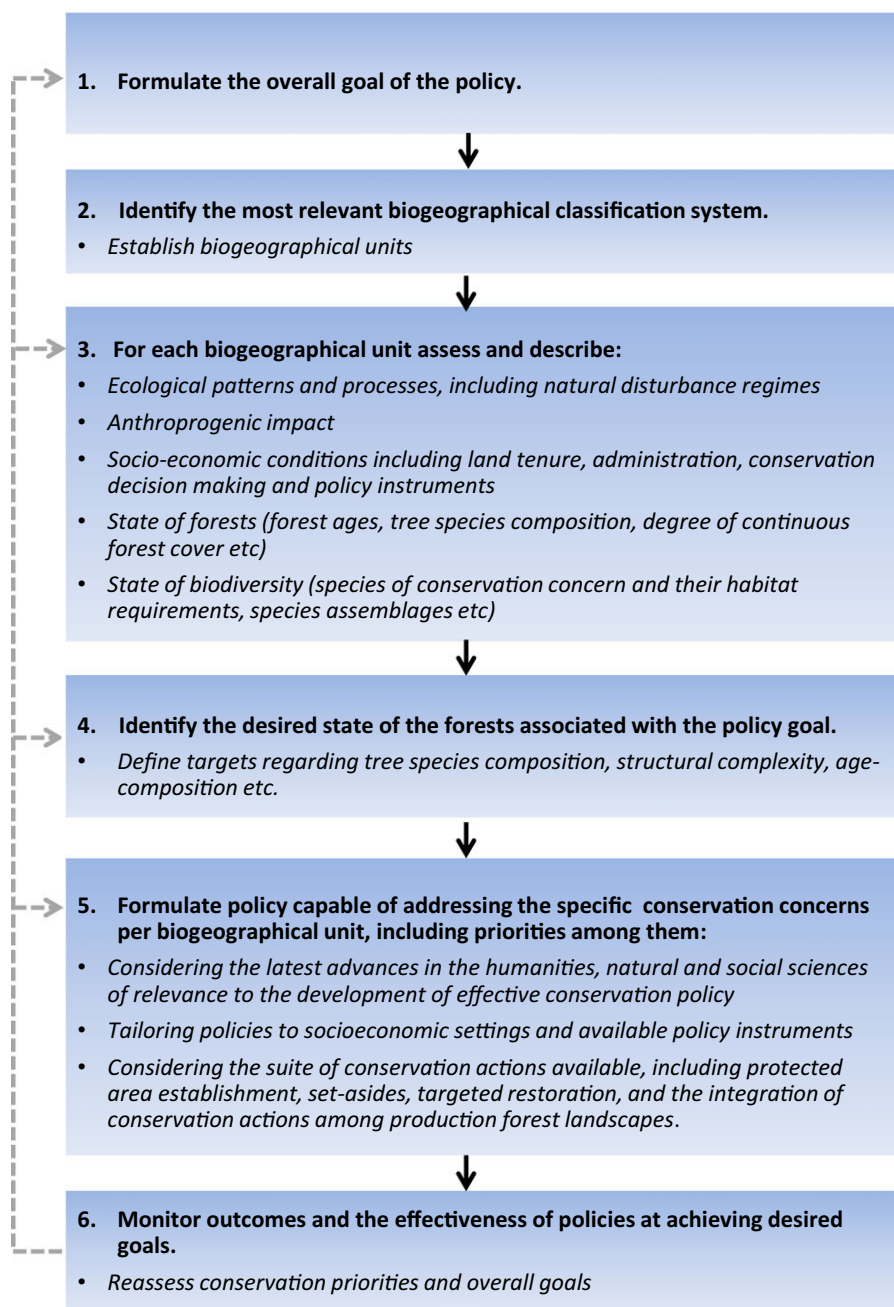 1. Formulate the overall goal of the policy.
2. Identify the most relevant biogeographical classification system.
• Establish biogeographical units
3. For each biogeographical unit assess and describe:
• Ecological patterns and processes, including natural disturbance regimes
• Anthroprogenic impact
• Socio-economic conditions including land tenure, administration, conservation
decision making and policy instruments
• State of forests (forest ages, tree species composition, degree of continuous
forest cover etc)
• State of biodiversity (species of conservation concern and their habitat
requirements, species assemblages etc)
4. Identify the desired state of the forests associated with the policy goal.
• Define targets regarding tree species composition, structural complexity, age-
composition etc.
5. Formulate policy capable of addressing the specific conservation concerns
per biogeographical unit, including priorities among them:
• Considering the latest advances in the humanities, natural and social sciences
of relevance to the development of effective conservation policy
• Tailoring policies to socioeconomic settings and available policy instruments
• Considering the suite of conservation actions available, including protected
area establishment, set-asides, targeted restoration, and the integration of
conservation actions among production forest landscapes.
6. Monitor outcomes and the effectiveness of policies at achieving desired
goals.
• Reassess conservation priorities and overall goals